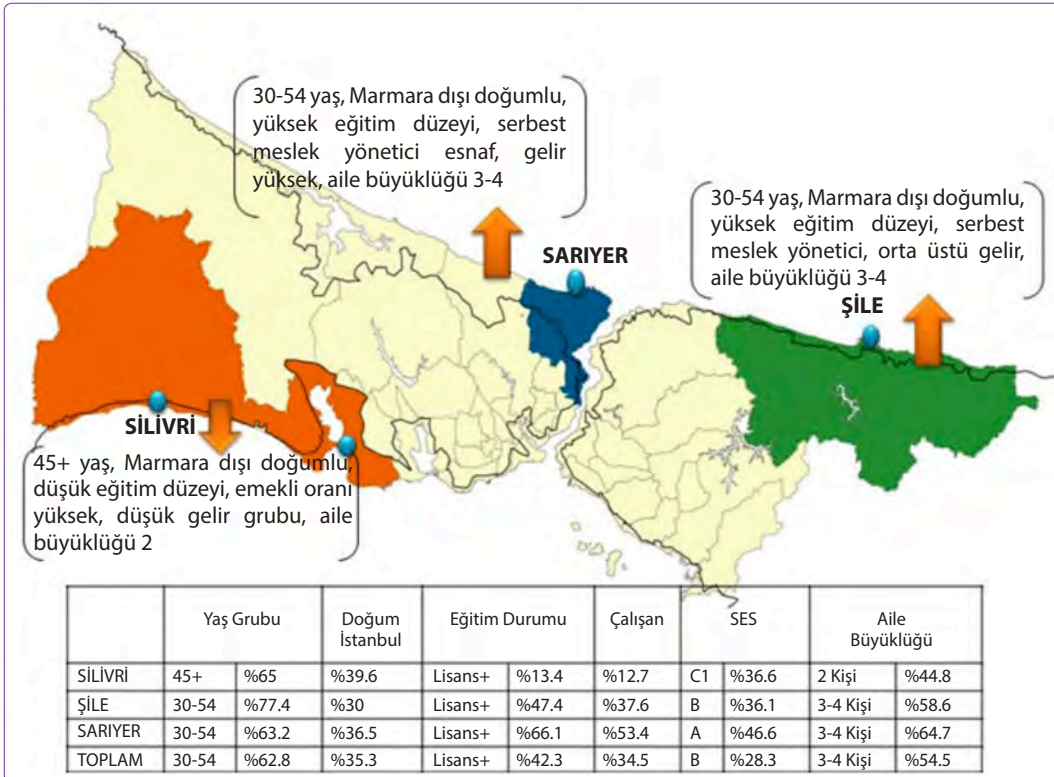 30-54 yaş, Marmara dışı doğumlu,
yüksek eğitim düzeyi, serbest
meslek yönetici esnaf, gelir
yüksek, aile büyüklüğü 3-4
30-54 yaş, Marmara dışı doğumlu,
yüksek eğitim düzeyi, serbest
meslek yönetici, orta üstü gelir,
aile büyüklüğü 3-4
SARIYER
ŞİLE
SİLİVRİ
45+ yaş, Marmara dışı doğumlu,
düşük eğitim düzeyi, emekli oranı
yüksek, düşük gelir grubu, aile
büyüklüğü 2
Yaş Grubu Doğum İstanbul Eğitim Durumu Çalışan SES Aile Büyüklüğü
SİLİVRİ 45+ %65 %39.6 Lisans+ %13.4 %12.7 C1 %36.6 2 Kişi %44.8
ŞİLE 30-54 %77.4 %30 Lisans+ %47.4 %37.6 B %36.1 3-4 Kişi %58.6
SARIYER 30-54 %63.2 %36.5 Lisans+ %66.1 %53.4 A %46.6 3-4 Kişi %64.7
TOPLAM 30-54 %62.8 %35.3 Lisans+ %42.3 %34.5 B %28.3 3-4 Kişi %54.5